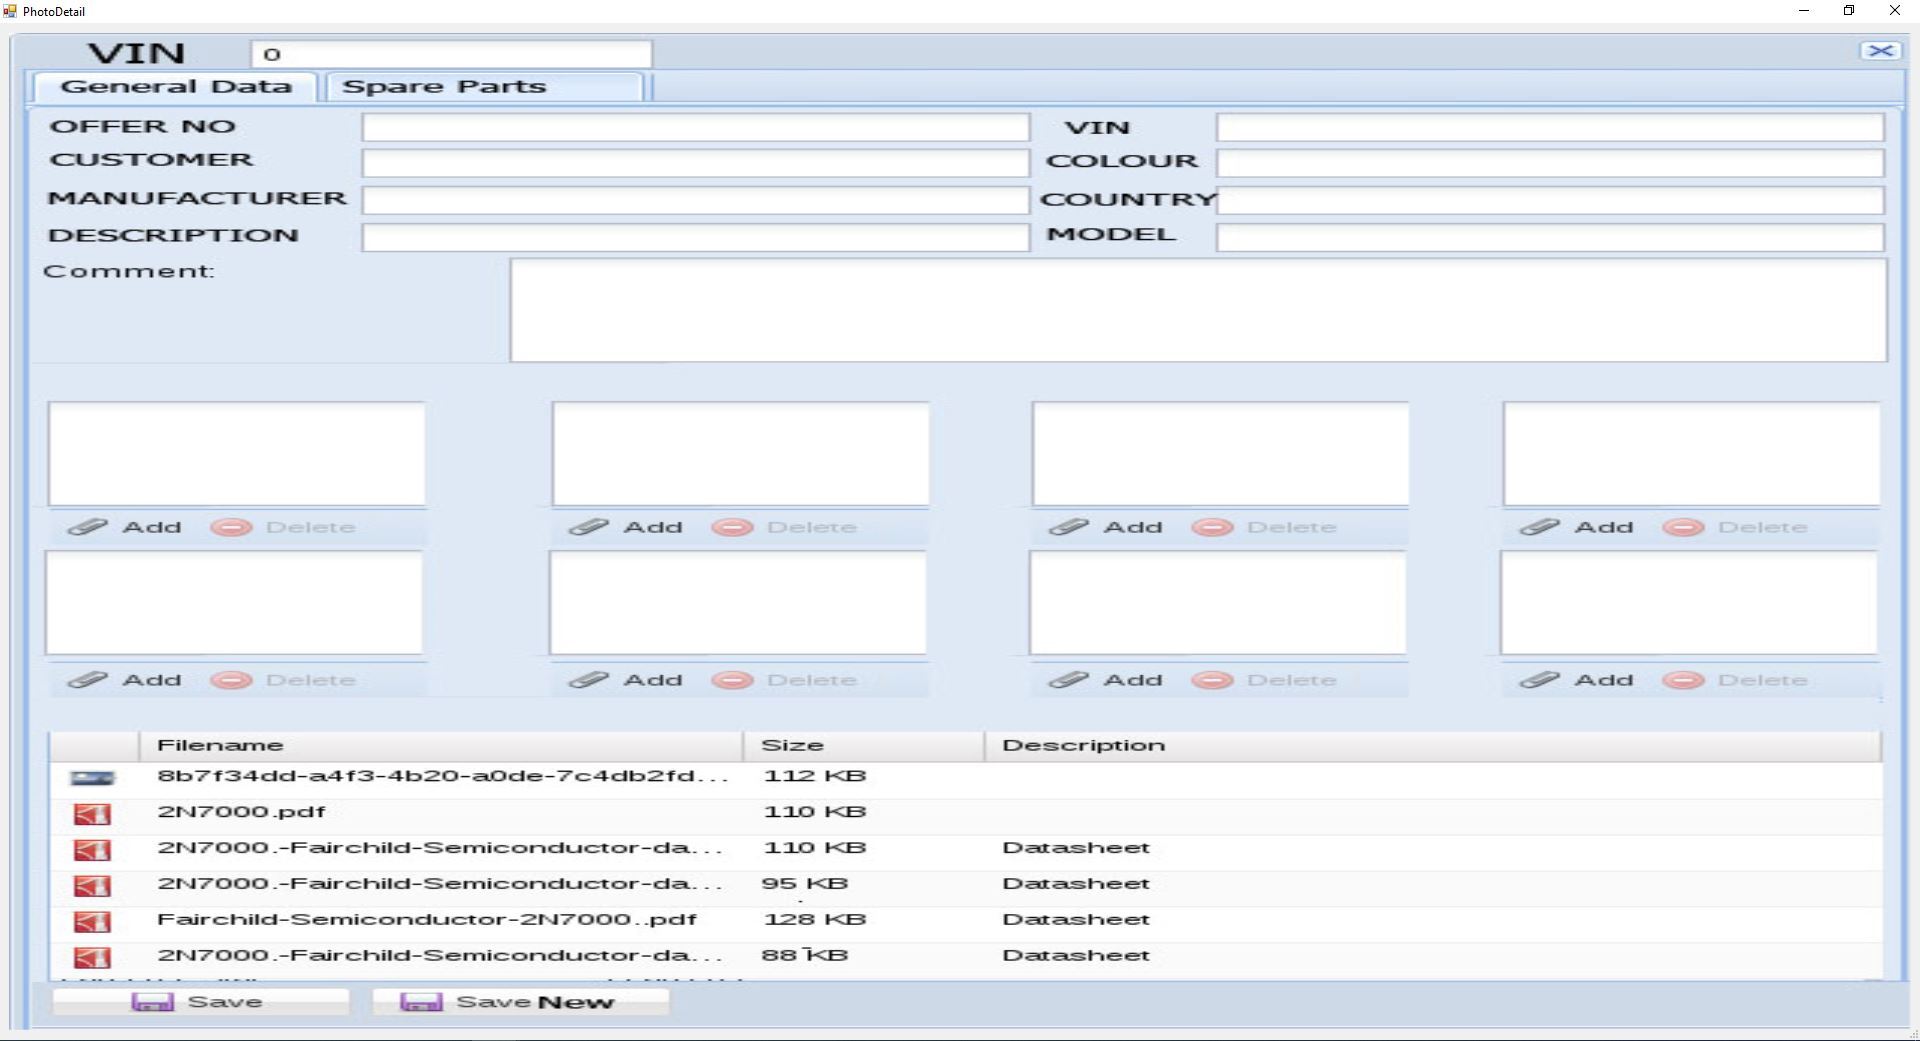 PhotoDetail
VIN 0
General Data Spare Parts
OFFER NO VIN
CUSTOMER COLOUR
MANUFACTURER COUNTRY
DESCRIPTION MODEL
Comment:
Add Delete Add Delete Add Delete Add Delete
Add Delete Add Delete Add Delete Add Delete
Filename Size Description
8b7f34dd-a4f3-4b20-a0de-7c4db2fd... 112 KB
2N7000.pdf 110 KB
2N7000.-Fairchild-Semiconductor-da... 110 KB Datasheet
2N7000.-Fairchild-Semiconductor-da... 95 KB Datasheet
Fairchild-Semiconductor-2N7000..pdf 128 KB Datasheet
2N7000.-Fairchild-Semiconductor-da... 88 KB Datasheet
Save Save New